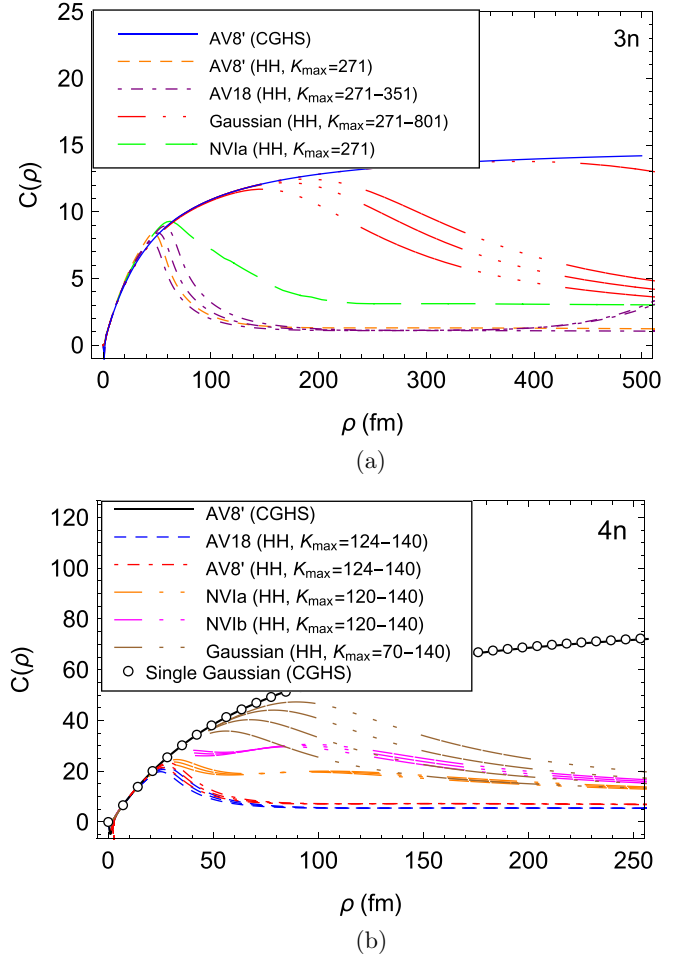 25
20
15
10
5
0
C(ρ)
AV8' (CGHS)
AV8' (HH, Kmax=271)
AV18 (HH, Kmax=271–351)
Gaussian (HH, Kmax=271–801)
NVIa (HH, Kmax=271)
3n
0 100 200 300 400 500
ρ (fm)
(a)
120
100
80
60
40
20
0
C(ρ)
AV8' (CGHS)
AV18 (HH, Kmax=124–140)
AV8' (HH, Kmax=124–140)
NVIa (HH, Kmax=120–140)
NVIb (HH, Kmax=120–140)
Gaussian (HH, Kmax=70–140)
Single Gaussian (CGHS)
4n
0 50 100 150 200 250
ρ (fm)
(b)